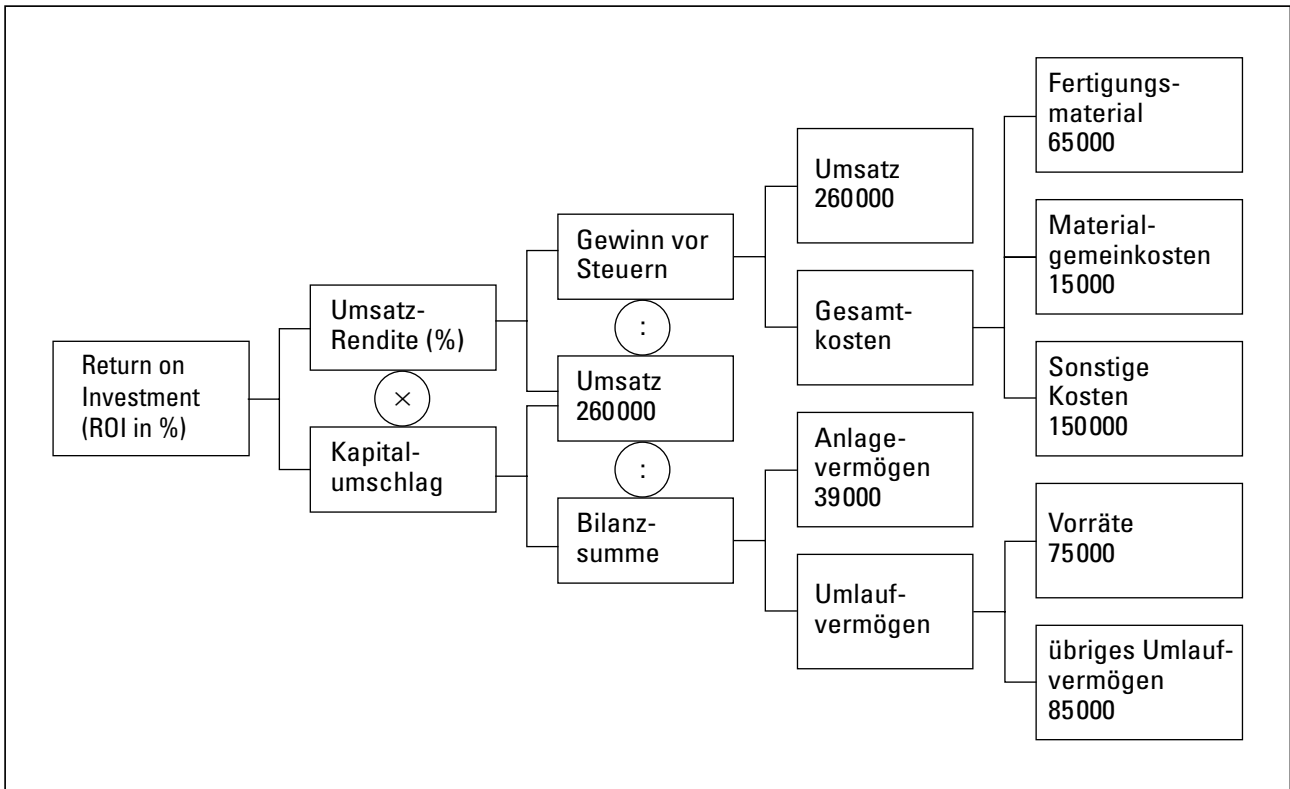 Return on
Investment
(ROI in %)
Umsatz-
Rendite (%)
×
Kapital-
umschlag
Gewinn vor
Steuern
:
Umsatz
260000
:
Bilanz-
summe
Umsatz
260000
Gesamt-
kosten
Anlage-
vermögen
39000
Umlauf-
vermögen
Fertigungs-
material
65000
Material-
gemeinkosten
15000
Sonstige
Kosten
150000
Vorräte
75000
übriges Umlauf-
vermögen
85000